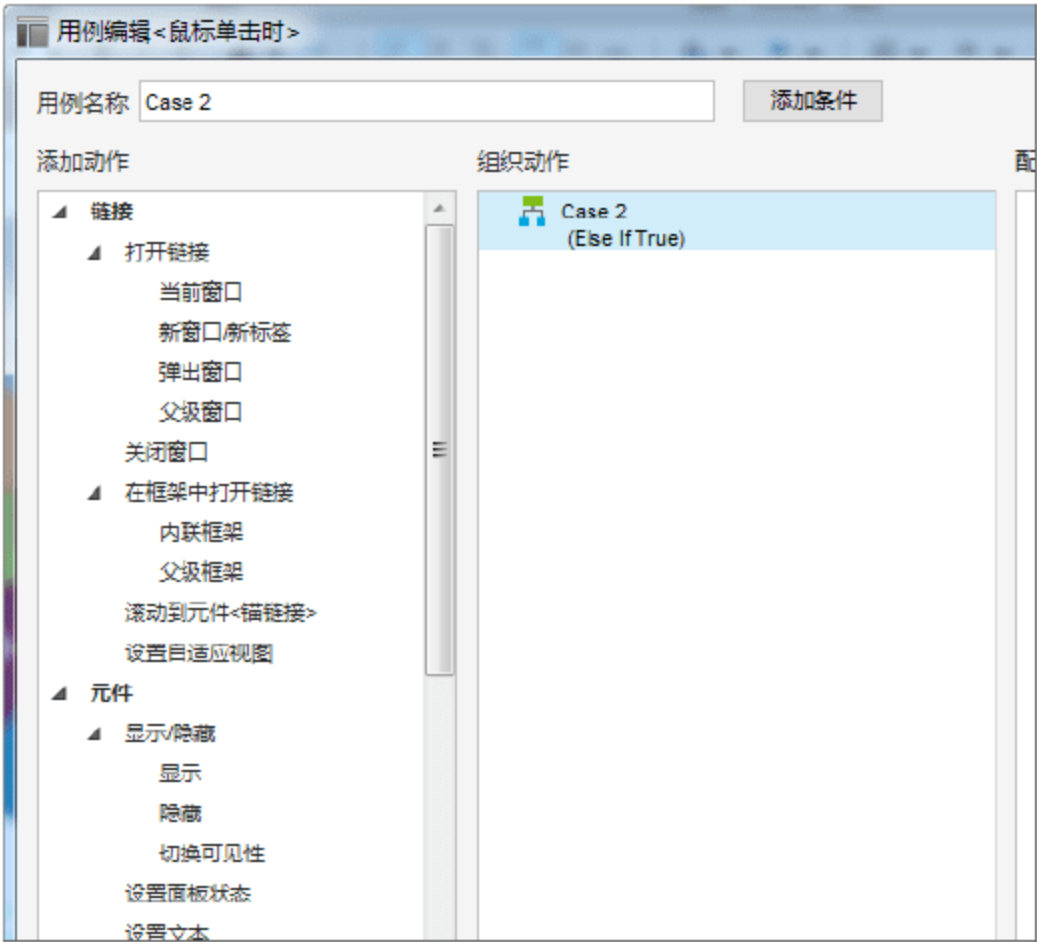 用例编辑<鼠标单击时>
用例名称 Case 2 添加条件
添加动作
链接
打开链接
当前窗口
新窗口/新标签
弹出窗口
父级窗口
关闭窗口
在框架中打开链接
内联框架
父级框架
滚动到元件<锚链接>
设置自适应视图
元件
显示/隐藏
显示
隐藏
切换可见性
设置面板状态
设置文本
组织动作
Case 2
(Else If True)
配